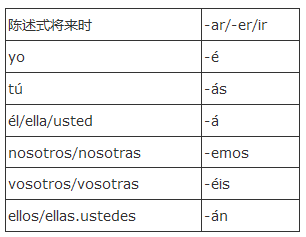 陈述式将来时 -ar/-er/ir
yo -é
tú -ás
él/ella/usted -á
nosotros/nosotras -emos
vosotros/vosotras -éis
ellos/ellas.ustedes -án